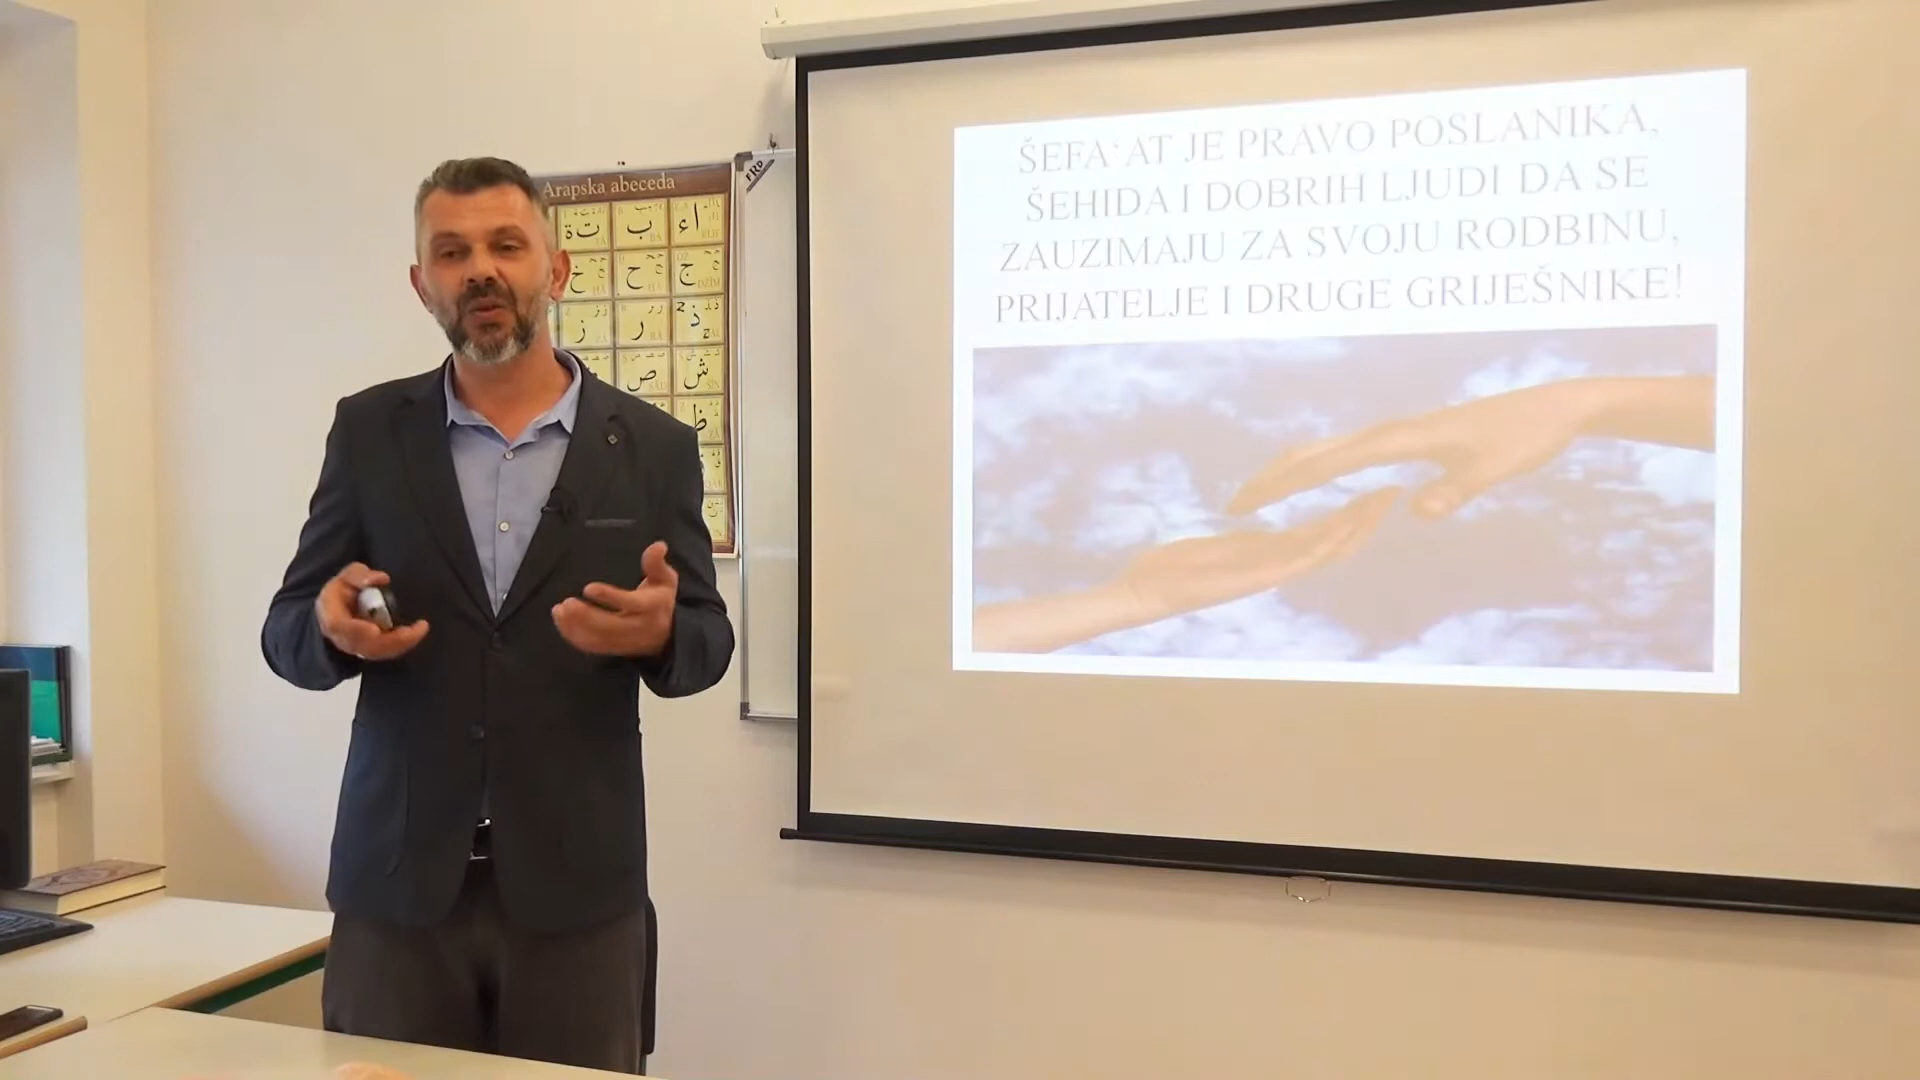 ŠEFA`AT JE PRAVO POSLANIKA,
ŠEHIDA I DOBRIH LJUDI DA SE
ZAUZIMAJU ZA SVOJU RODBINU,
PRIJATELJE I DRUGE GRIJEŠNIKE!
Arapska abeceda
ت ة
ب
ا ء
خ
ح
ج
ز
ر
ذ
ص
ش
ظ